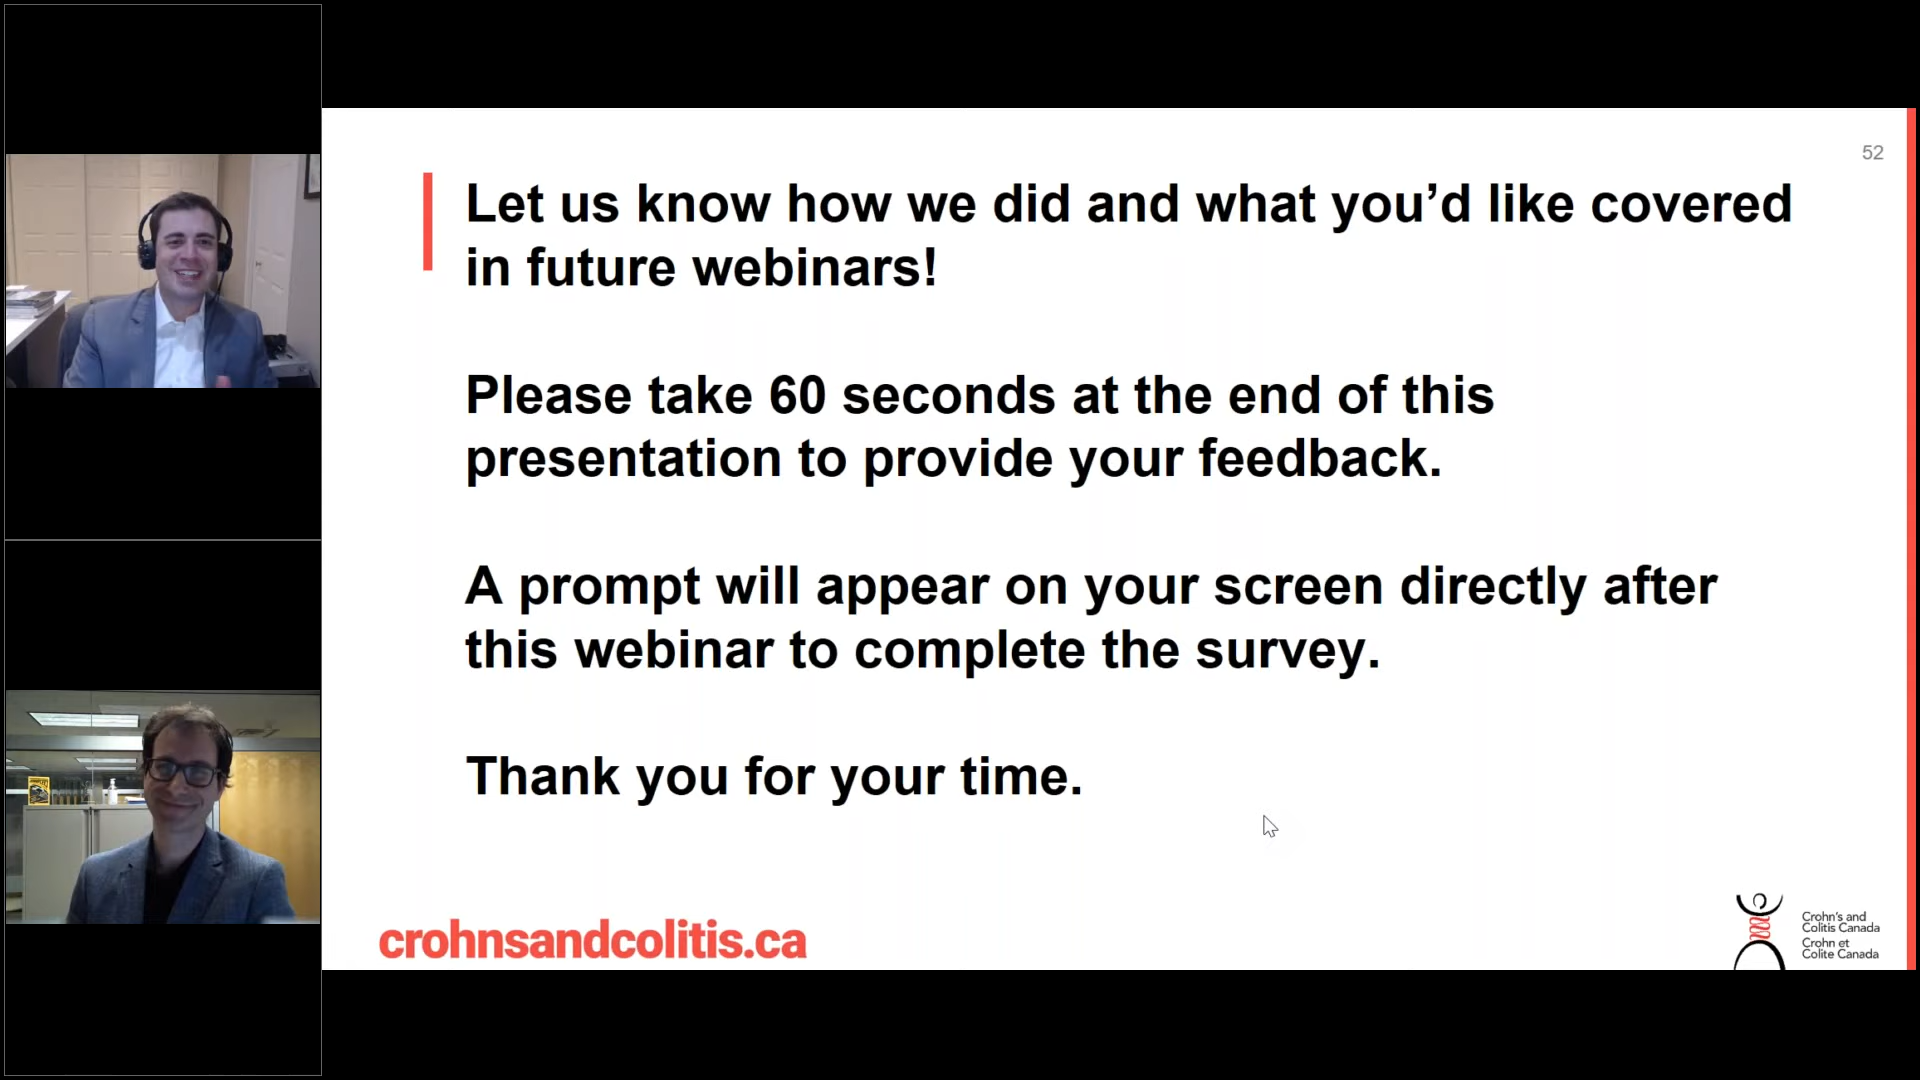 52
Let us know how we did and what you’d like covered
in future webinars!
Please take 60 seconds at the end of this
presentation to provide your feedback.
A prompt will appear on your screen directly after
this webinar to complete the survey.
Thank you for your time.
crohnsandcolitis.ca
Crohn's and
Colitis Canada
Crohn et
Colite Canada